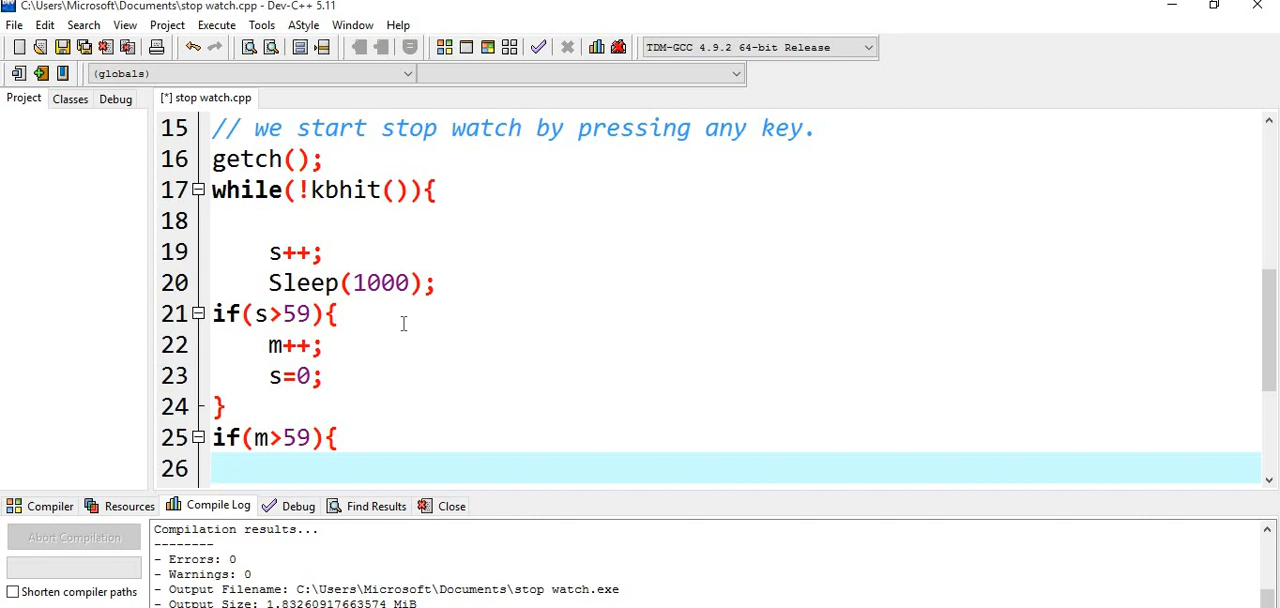 C:\Users\Microsoft\Documents\stop watch.cpp - Dev-C++ 5.11
File Edit Search View Project Execute Tools AStyle Window Help
TDM-GCC 4.9.2 64-bit Release
(globals)
Project Classes Debug [*] stop watch.cpp
15 // we start stop watch by pressing any key.
16 getch();
17 while(!kbhit()){
18
19 s++;
20 Sleep(1000);
21 if(s>59){
22 m++;
23 s=0;
24 }
25 if(m>59){
26
Compiler Resources Compile Log Debug Find Results Close
Abort Compilation
Shorten compiler paths
Compilation results...
--------
- Errors: 0
- Warnings: 0
- Output Filename: C:\Users\Microsoft\Documents\stop watch.exe
- Output Size: 1.83260917663574 MiB